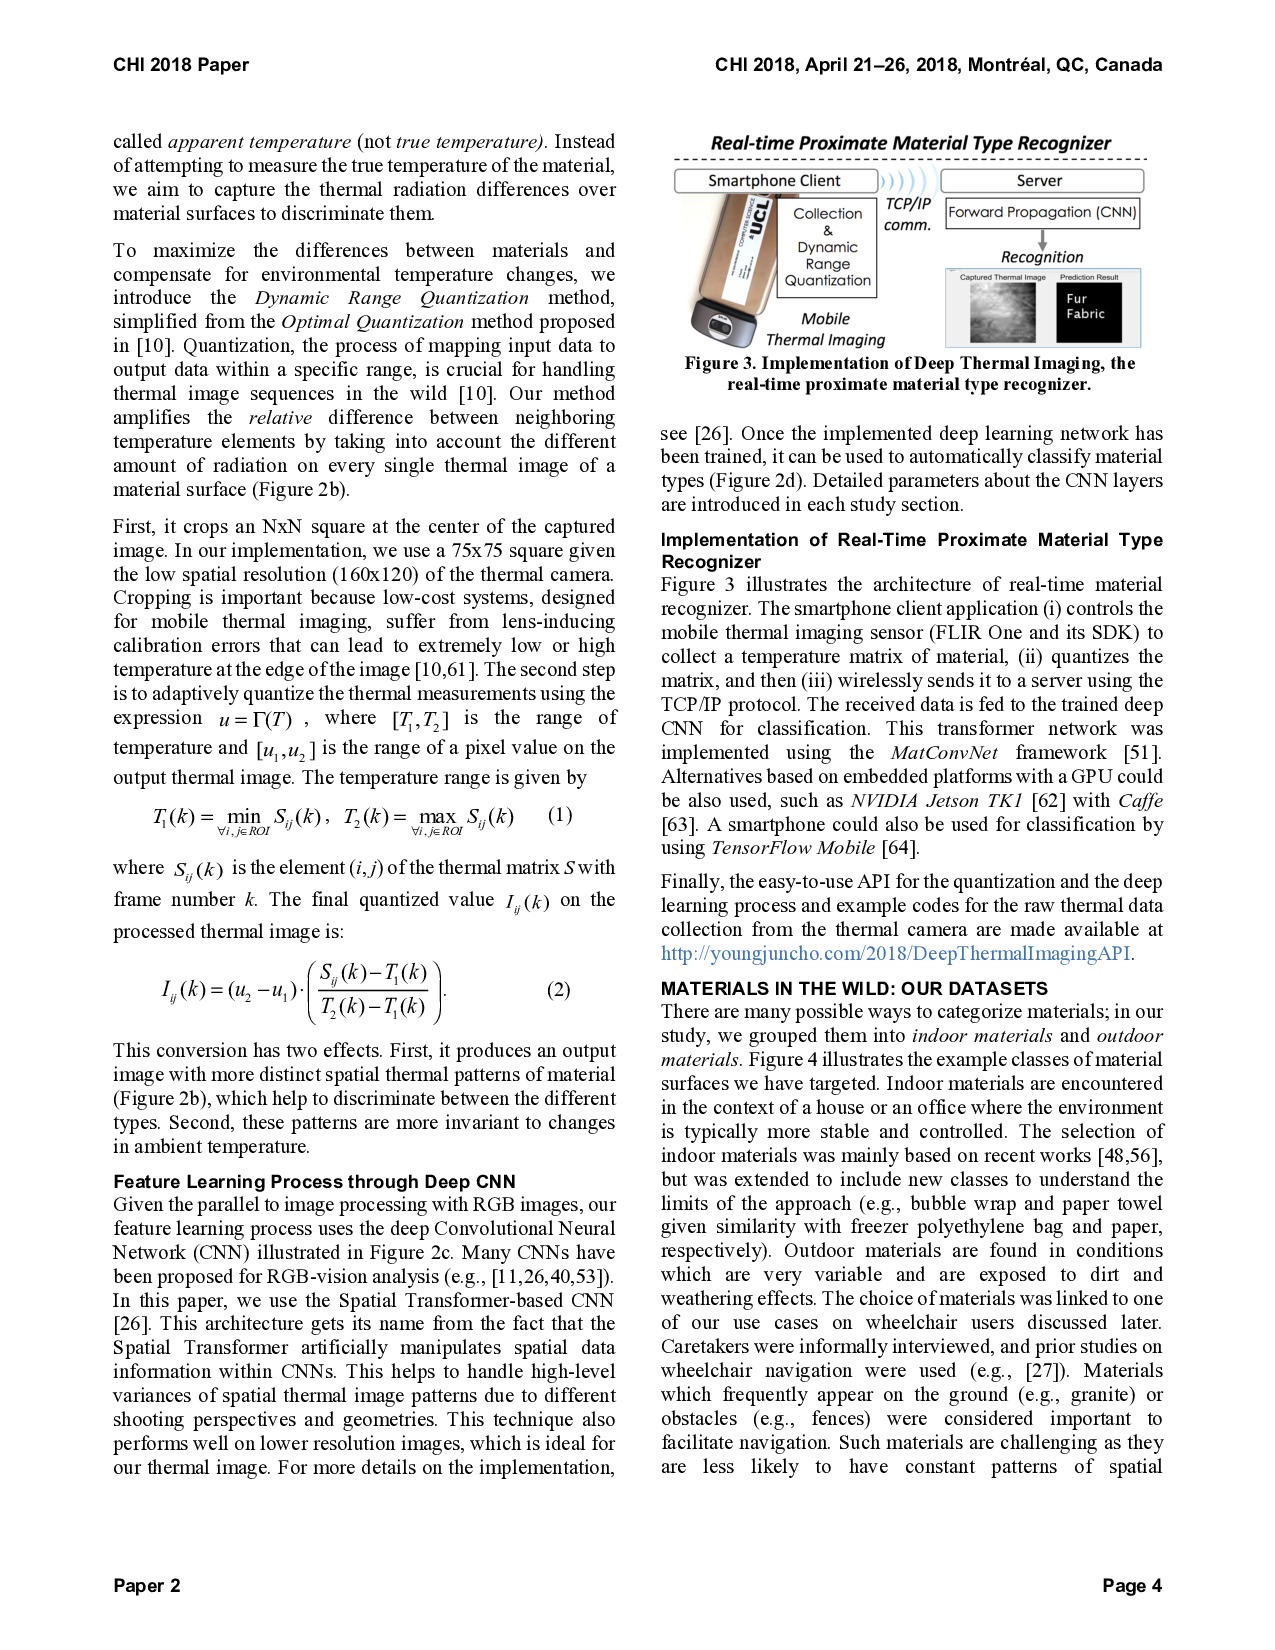 CHI 2018 Paper
CHI 2018, April 21–26, 2018, Montréal, QC, Canada
called apparent temperature (not true temperature). Instead
of attempting to measure the true temperature of the material,
we aim to capture the thermal radiation differences over
material surfaces to discriminate them.
To maximize the differences between materials and
compensate for environmental temperature changes, we
introduce the Dynamic Range Quantization method,
simplified from the Optimal Quantization method proposed
in [10]. Quantization, the process of mapping input data to
output data within a specific range, is crucial for handling
thermal image sequences in the wild [10]. Our method
amplifies the relative difference between neighboring
temperature elements by taking into account the different
amount of radiation on every single thermal image of a
material surface (Figure 2b).
First, it crops an NxN square at the center of the captured
image. In our implementation, we use a 75x75 square given
the low spatial resolution (160x120) of the thermal camera.
Cropping is important because low-cost systems, designed
for mobile thermal imaging, suffer from lens-inducing
calibration errors that can lead to extremely low or high
temperature at the edge of the image [10,61]. The second step
is to adaptively quantize the thermal measurements using the
expression u = Γ(T) , where [T1,T2] is the range of
temperature and [u1,u2] is the range of a pixel value on the
output thermal image. The temperature range is given by
T1(k) = min Sij(k), T2(k) = max Sij(k) (1)
∀i,j∈ROI ∀i,j∈ROI
where Sij(k) is the element (i,j) of the thermal matrix S with
frame number k. The final quantized value Iij(k) on the
processed thermal image is:
Iij(k) = (u2 − u1)·((Sij(k) − T1(k))/(T2(k) − T1(k))). (2)
This conversion has two effects. First, it produces an output
image with more distinct spatial thermal patterns of material
(Figure 2b), which help to discriminate between the different
types. Second, these patterns are more invariant to changes
in ambient temperature.
Feature Learning Process through Deep CNN
Given the parallel to image processing with RGB images, our
feature learning process uses the deep Convolutional Neural
Network (CNN) illustrated in Figure 2c. Many CNNs have
been proposed for RGB-vision analysis (e.g., [11,26,40,53]).
In this paper, we use the Spatial Transformer-based CNN
[26]. This architecture gets its name from the fact that the
Spatial Transformer artificially manipulates spatial data
information within CNNs. This helps to handle high-level
variances of spatial thermal image patterns due to different
shooting perspectives and geometries. This technique also
performs well on lower resolution images, which is ideal for
our thermal image. For more details on the implementation,
Real-time Proximate Material Type Recognizer
Smartphone Client
Server
TCP/IP
comm.
COMPUTER SCIENCE
UCL
Collection
&
Dynamic
Range
Quantization
Mobile
Thermal Imaging
Forward Propagation (CNN)
Recognition
Captured Thermal Image
Prediction Result
Fur
Fabric
Figure 3. Implementation of Deep Thermal Imaging, the
real-time proximate material type recognizer.
see [26]. Once the implemented deep learning network has
been trained, it can be used to automatically classify material
types (Figure 2d). Detailed parameters about the CNN layers
are introduced in each study section.
Implementation of Real-Time Proximate Material Type
Recognizer
Figure 3 illustrates the architecture of real-time material
recognizer. The smartphone client application (i) controls the
mobile thermal imaging sensor (FLIR One and its SDK) to
collect a temperature matrix of material, (ii) quantizes the
matrix, and then (iii) wirelessly sends it to a server using the
TCP/IP protocol. The received data is fed to the trained deep
CNN for classification. This transformer network was
implemented using the MatConvNet framework [51].
Alternatives based on embedded platforms with a GPU could
be also used, such as NVIDIA Jetson TK1 [62] with Caffe
[63]. A smartphone could also be used for classification by
using TensorFlow Mobile [64].
Finally, the easy-to-use API for the quantization and the deep
learning process and example codes for the raw thermal data
collection from the thermal camera are made available at
http://youngjuncho.com/2018/DeepThermalImagingAPI.
MATERIALS IN THE WILD: OUR DATASETS
There are many possible ways to categorize materials; in our
study, we grouped them into indoor materials and outdoor
materials. Figure 4 illustrates the example classes of material
surfaces we have targeted. Indoor materials are encountered
in the context of a house or an office where the environment
is typically more stable and controlled. The selection of
indoor materials was mainly based on recent works [48,56],
but was extended to include new classes to understand the
limits of the approach (e.g., bubble wrap and paper towel
given similarity with freezer polyethylene bag and paper,
respectively). Outdoor materials are found in conditions
which are very variable and are exposed to dirt and
weathering effects. The choice of materials was linked to one
of our use cases on wheelchair users discussed later.
Caretakers were informally interviewed, and prior studies on
wheelchair navigation were used (e.g., [27]). Materials
which frequently appear on the ground (e.g., granite) or
obstacles (e.g., fences) were considered important to
facilitate navigation. Such materials are challenging as they
are less likely to have constant patterns of spatial
Paper 2
Page 4